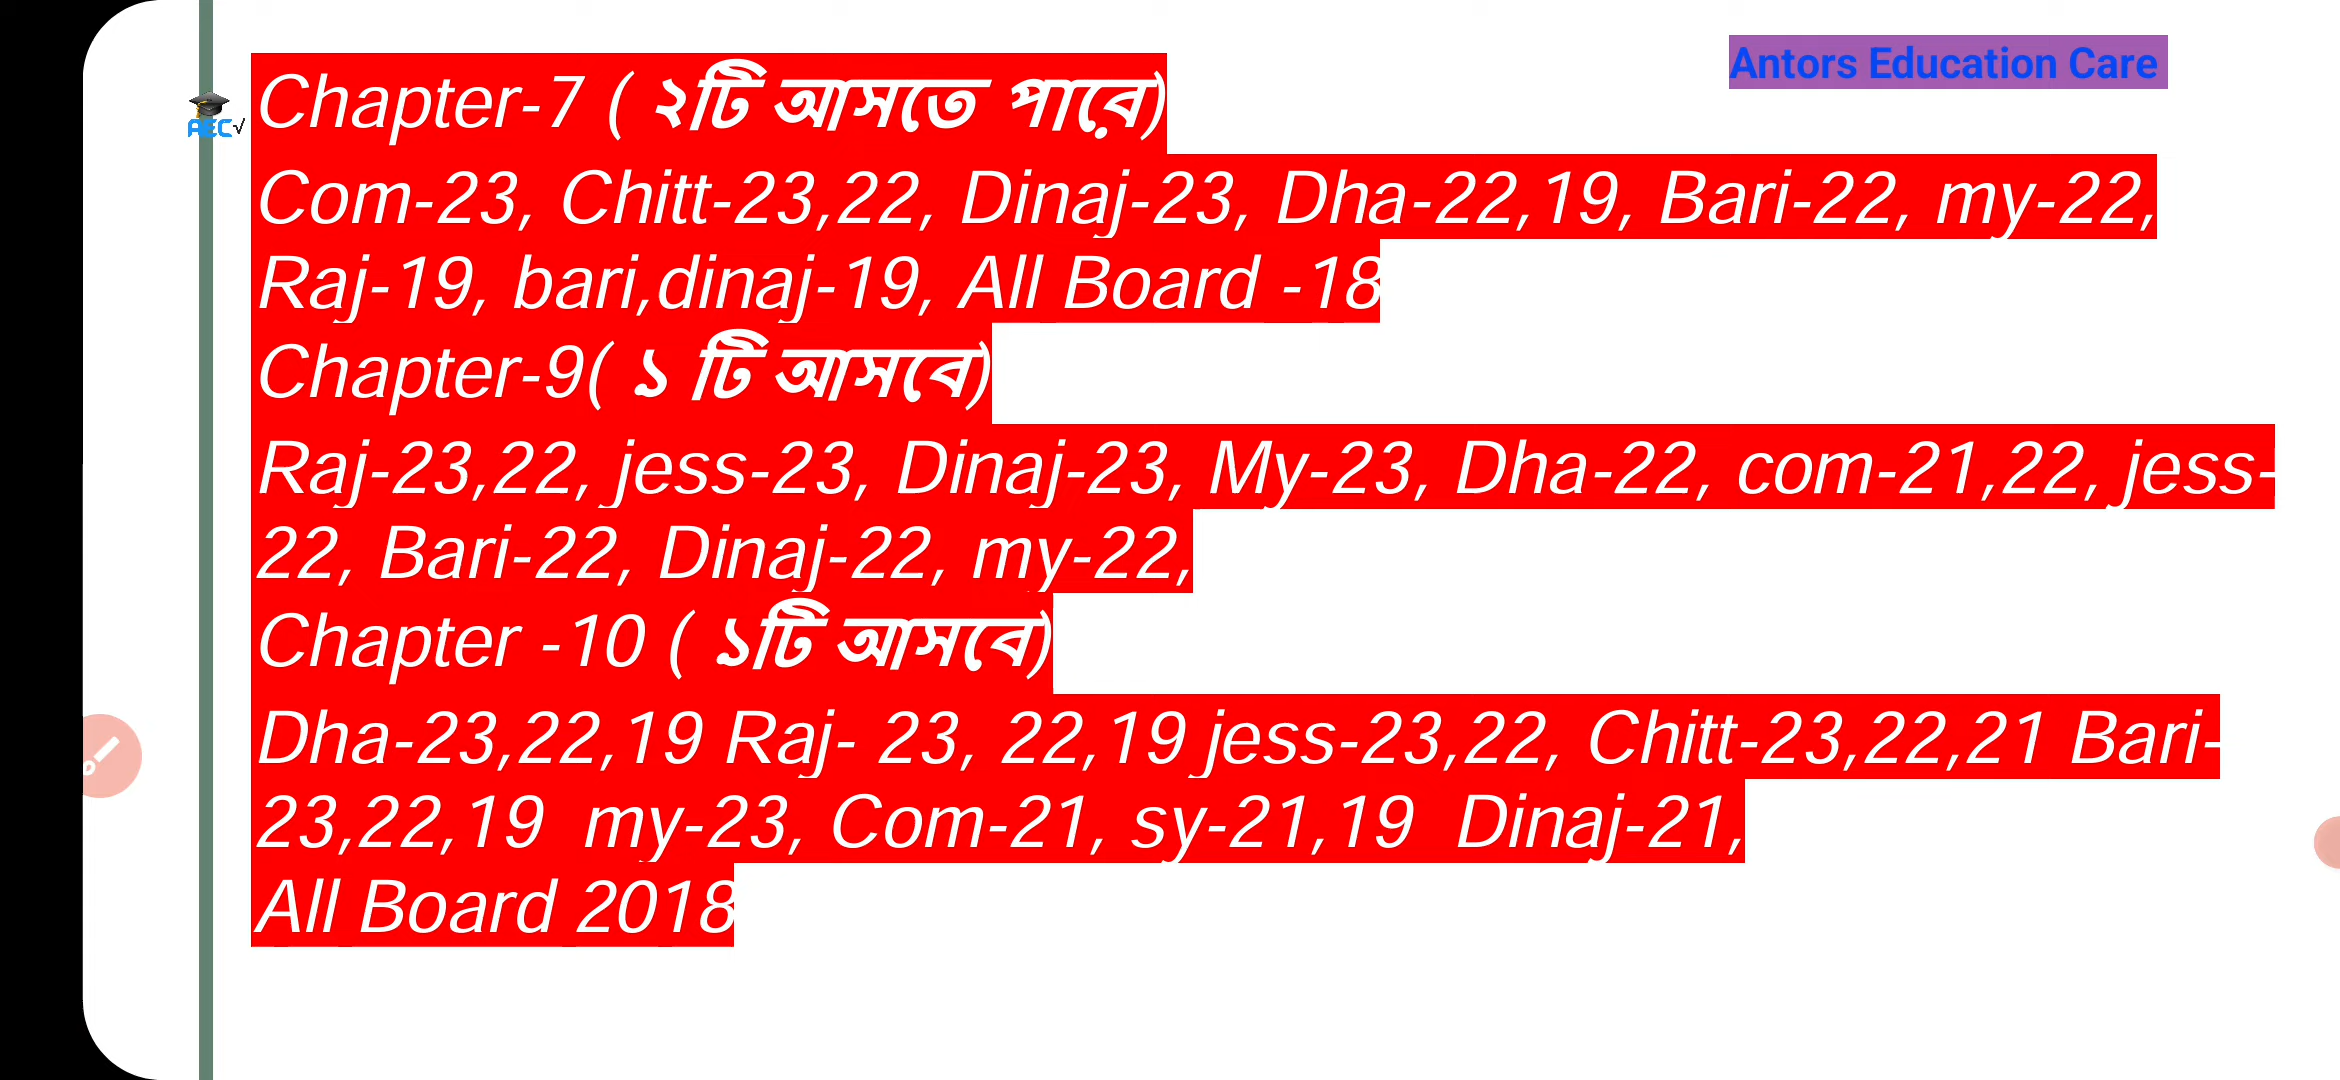 Antors Education Care
AEC√
Chapter-7 ( ২টি আসতে পারে)
Com-23, Chitt-23,22, Dinaj-23, Dha-22,19, Bari-22, my-22,
Raj-19, bari,dinaj-19, All Board -18
Chapter-9( ১ টি আসবে)
Raj-23,22, jess-23, Dinaj-23, My-23, Dha-22, com-21,22, jess-
22, Bari-22, Dinaj-22, my-22,
Chapter -10 ( ১টি আসবে)
Dha-23,22,19 Raj- 23, 22,19 jess-23,22, Chitt-23,22,21 Bari-
23,22,19 my-23, Com-21, sy-21,19 Dinaj-21,
All Board 2018